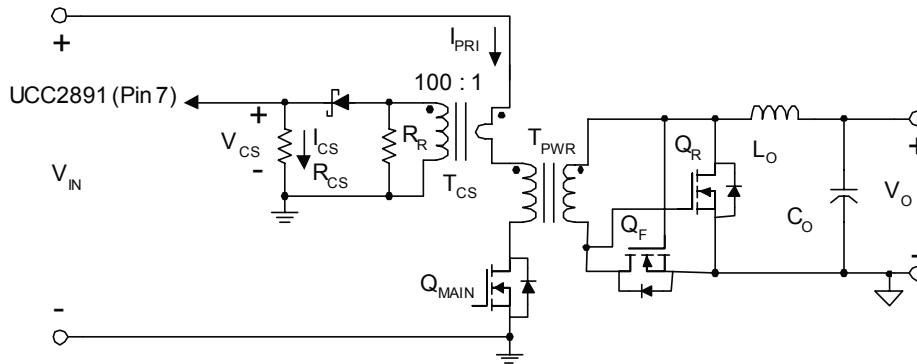 +
I_PRI
100 : 1
UCC2891 (Pin 7)
+
V_CS
-
I_CS
R_CS
R_R
T_CS
T_PWR
Q_R
L_O
+
V_IN
V_O
C_O
Q_F
-
Q_MAIN
-